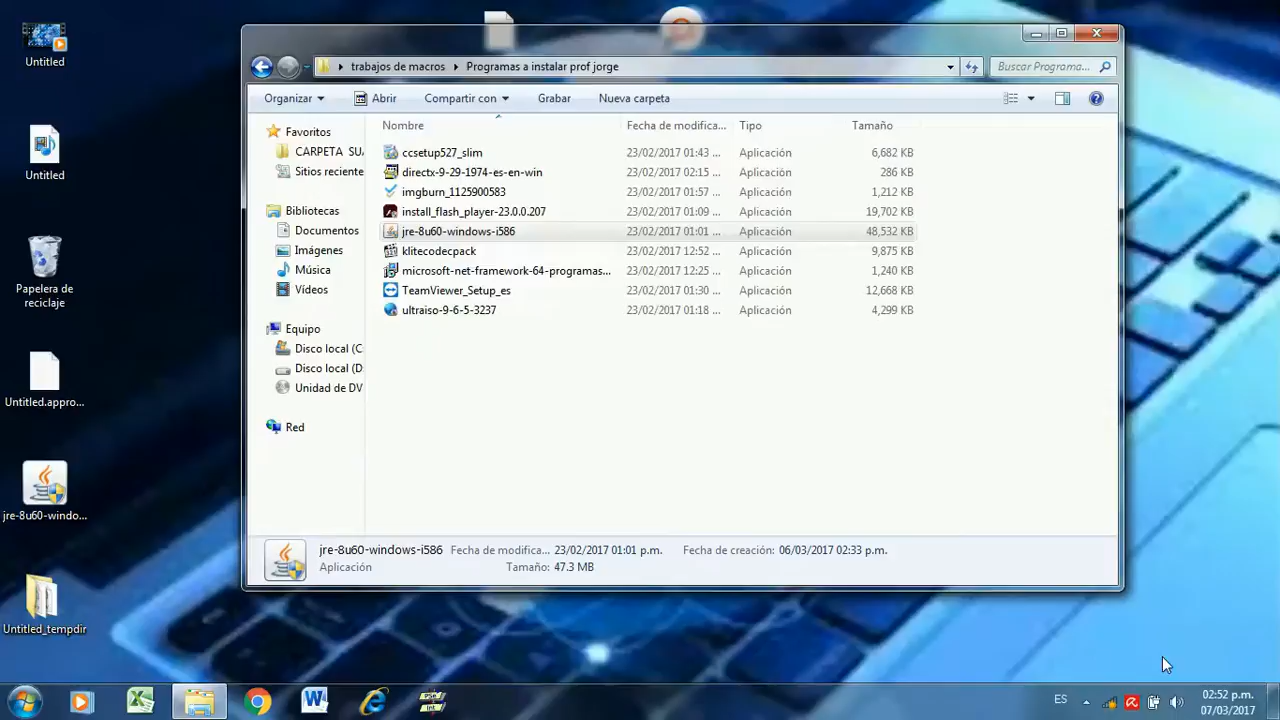 Untitled
Untitled
Papelera de
reciclaje
Untitled.appro...
jre-8u60-windo...
Untitled_tempdir
trabajos de macros
Programas a instalar prof jorge
Buscar Programa...
Organizar
Abrir
Compartir con
Grabar
Nueva carpeta
Favoritos
CARPETA SU
Sitios reciente
Bibliotecas
Documentos
Imágenes
Música
Vídeos
Equipo
Disco local (C
Disco local (D
Unidad de DV
Red
Nombre Fecha de modifica... Tipo Tamaño
ccsetup527_slim 23/02/2017 01:43 ... Aplicación 6,682 KB
directx-9-29-1974-es-en-win 23/02/2017 02:15 ... Aplicación 286 KB
imgburn_1125900583 23/02/2017 01:57 ... Aplicación 1,212 KB
install_flash_player-23.0.0.207 23/02/2017 01:09 ... Aplicación 19,702 KB
jre-8u60-windows-i586 23/02/2017 01:01 ... Aplicación 48,532 KB
klitecodecpack 23/02/2017 12:52 ... Aplicación 9,875 KB
microsoft-net-framework-64-programas... 23/02/2017 12:25 ... Aplicación 1,240 KB
TeamViewer_Setup_es 23/02/2017 01:30 ... Aplicación 12,668 KB
ultraiso-9-6-5-3237 23/02/2017 01:18 ... Aplicación 4,299 KB
jre-8u60-windows-i586 Fecha de modifica... 23/02/2017 01:01 p.m. Fecha de creación: 06/03/2017 02:33 p.m.
Aplicación Tamaño: 47.3 MB
ES
02:52 p.m.
07/03/2017